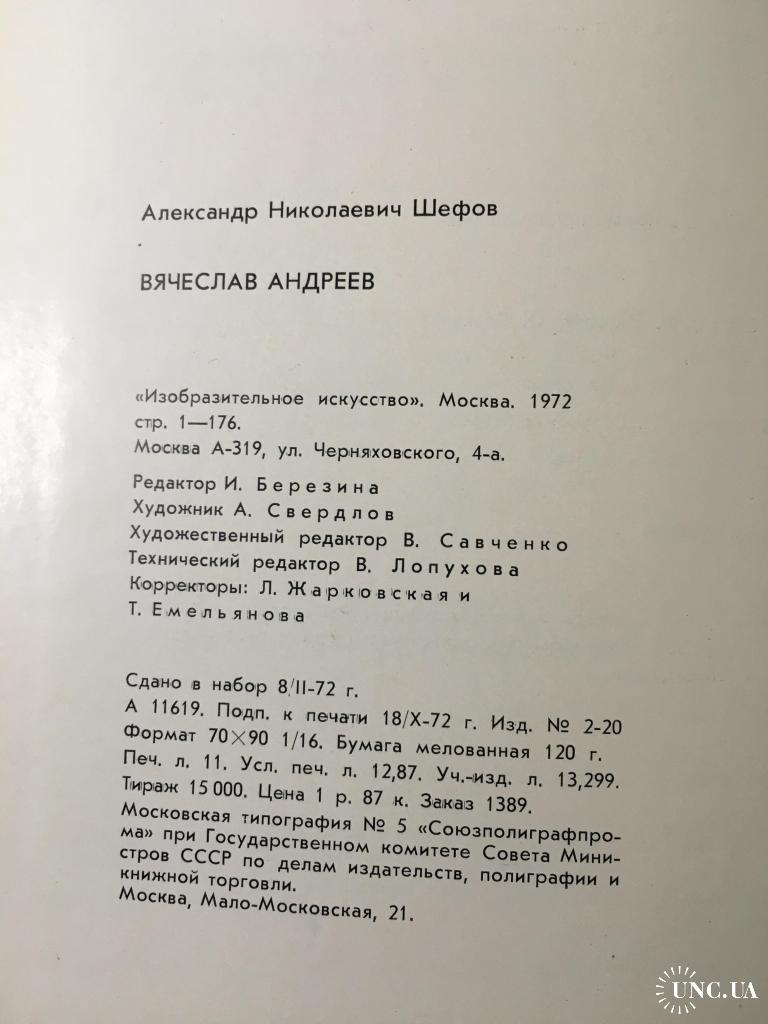 Александр Николаевич Шефов
ВЯЧЕСЛАВ АНДРЕЕВ
«Изобразительное искусство». Москва. 1972
стр. 1—176.
Москва А-319, ул. Черняховского, 4-а.
Редактор И. Березина
Художник А. Свердлов
Художественный редактор В. Савченко
Технический редактор В. Лопухова
Корректоры: Л. Жарковская и
Т. Емельянова
Сдано в набор 8/II-72 г.
А 11619. Подп. к печати 18/X-72 г. Изд. № 2-20
Формат 70×90 1/16. Бумага мелованная 120 г.
Печ. л. 11. Усл. печ. л. 12,87. Уч.-изд. л. 13,299.
Тираж 15 000. Цена 1 р. 87 к. Заказ 1389.
Московская типография № 5 «Союзполиграфпро-
ма» при Государственном комитете Совета Мини-
стров СССР по делам издательств, полиграфии и
книжной торговли.
Москва, Мало-Московская, 21.
UNC.UA